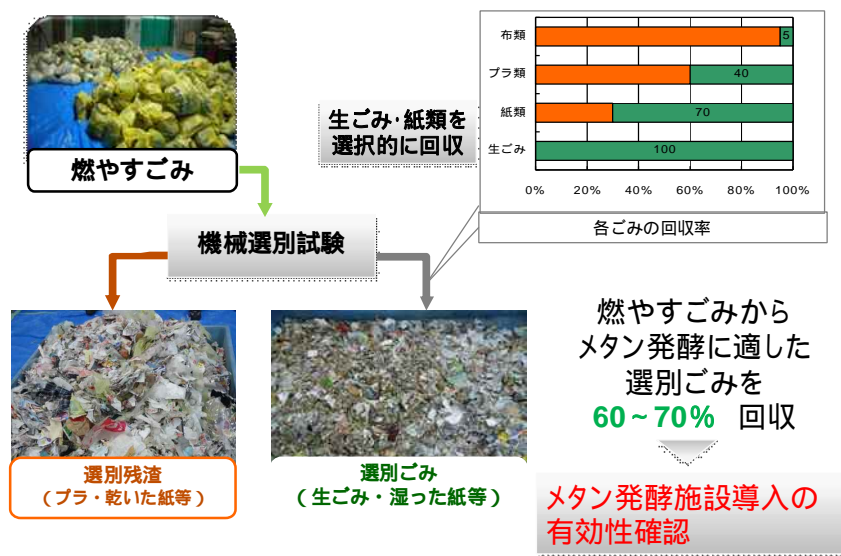 燃やすごみ
生ごみ・紙類を
選択的に回収
布類
5
プラ類
40
紙類
70
生ごみ
100
0%
20%
40%
60%
80%
100%
各ごみの回収率
機械選別試験
選別残渣
（プラ・乾いた紙等）
選別ごみ
（生ごみ・湿った紙等）
燃やすごみから
メタン発酵に適した
選別ごみを
60~70% 回収
メタン発酵施設導入の
有効性確認